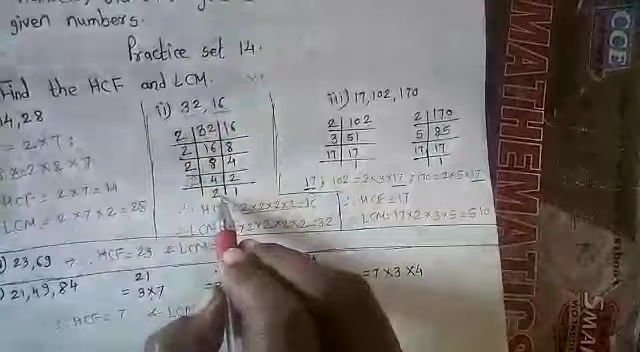 given numbers.
Practice set 14.
Find the HCF and LCM.
14,28
= 2×7;
HCF= 2×7=14
LCM= 2×7×2=28
ii) 32, 16
2 32 16
2 16 8
2 8 4
2 4 2
2 1
∴ HCF = 2×2×2×2=16
LCM= 2×2×2×2=32
iii) 17,102,170
2 102
3 51
17 17
2 170
5 85
17 17
1
17; 102=2×3×17; 170=2×5×17
∴ HCF=17
LCM=17×2×3×5=510
23,69 HCF= 23 & LCM=
21,49,84 21 = 3×7 = 7×3×4
∴ HCF= 7 & LCM
MATHEMATICS
CCE
SMART